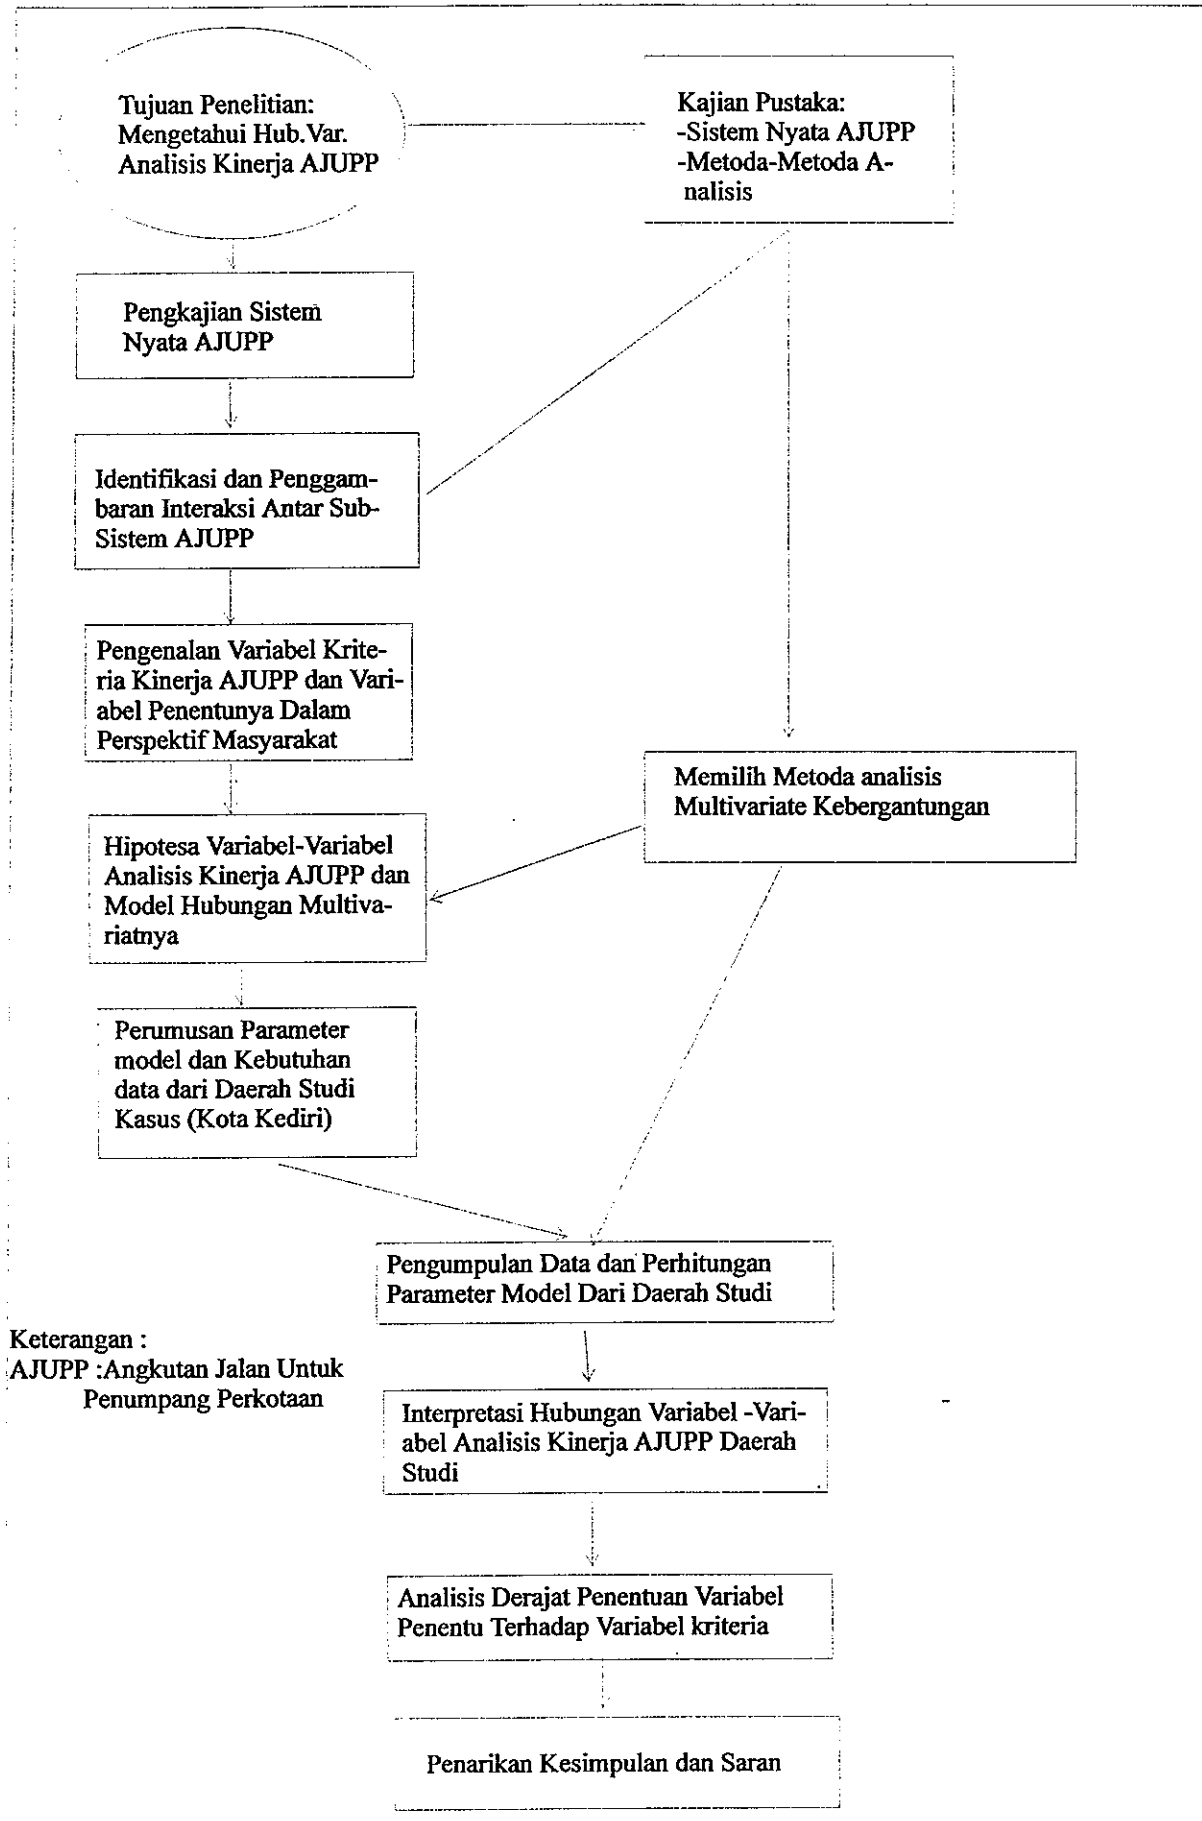 Tujuan Penelitian:
Mengetahui Hub.Var.
Analisis Kinerja AJUPP
Kajian Pustaka:
-Sistem Nyata AJUPP
-Metoda-Metoda A-
nalisis
Pengkajian Sistem
Nyata AJUPP
Identifikasi dan Penggam-
baran Interaksi Antar Sub-
Sistem AJUPP
Pengenalan Variabel Krite-
ria Kinerja AJUPP dan Vari-
abel Penentunya Dalam
Perspektif Masyarakat
Memilih Metoda analisis
Multivariate Kebergantungan
Hipotesa Variabel-Variabel
Analisis Kinerja AJUPP dan
Model Hubungan Multiva-
riatnya
Perumusan Parameter
model dan Kebutuhan
data dari Daerah Studi
Kasus (Kota Kediri)
Pengumpulan Data dan Perhitungan
Parameter Model Dari Daerah Studi
Keterangan :
AJUPP :Angkutan Jalan Untuk
Penumpang Perkotaan
Interpretasi Hubungan Variabel -Vari-
abel Analisis Kinerja AJUPP Daerah
Studi
Analisis Derajat Penentuan Variabel
Penentu Terhadap Variabel kriteria
Penarikan Kesimpulan dan Saran